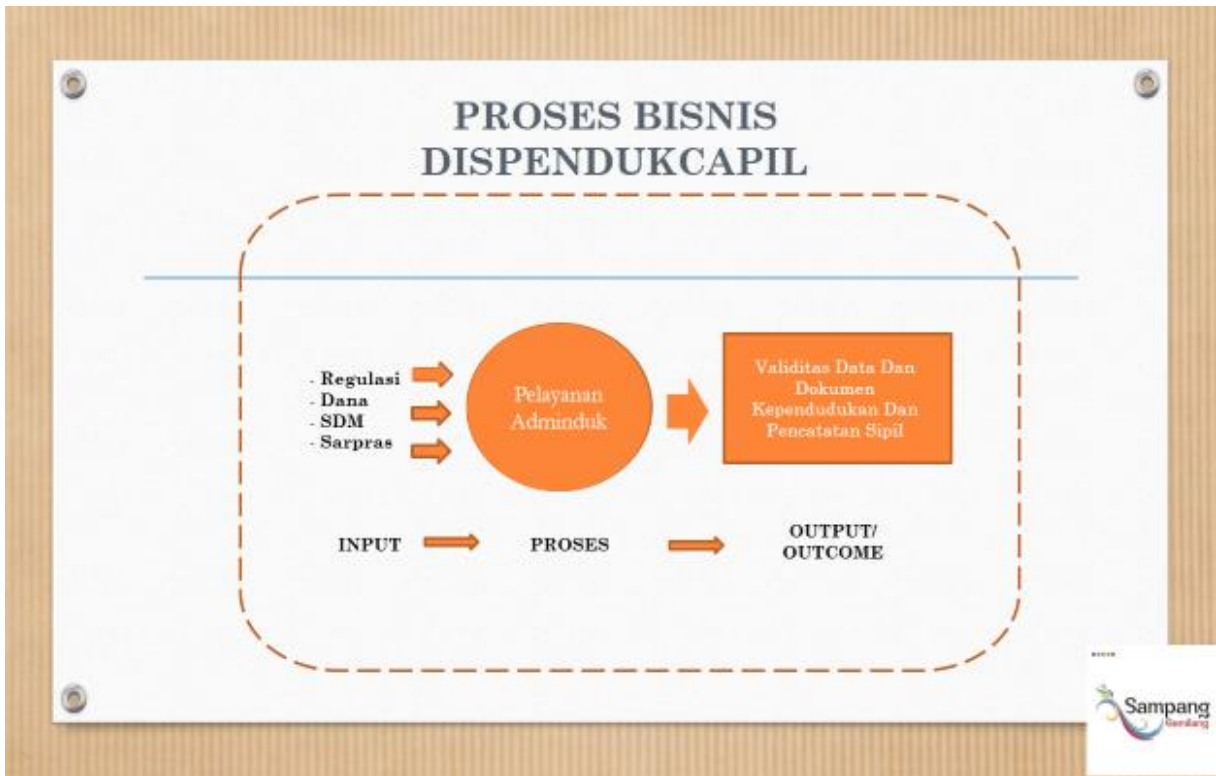 PROSES BISNIS
DISPENDUKCAPIL
- Regulasi
- Dana
- SDM
- Sarpras
Pelayanan
Adminduk
Validitas Data Dan
Dokumen
Kependudukan Dan
Pencatatan Sipil
INPUT
PROSES
OUTPUT/
OUTCOME
Sampang
Gemilang